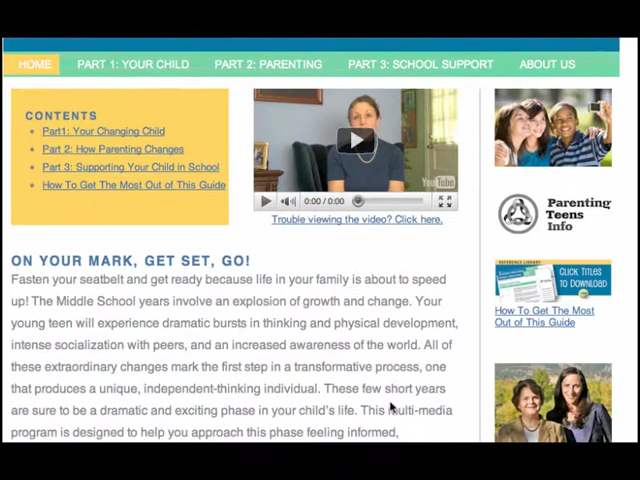 HOME PART 1: YOUR CHILD PART 2: PARENTING PART 3: SCHOOL SUPPORT ABOUT US
CONTENTS
Part1: Your Changing Child
Part 2: How Parenting Changes
Part 3: Supporting Your Child in School
How To Get The Most Out of This Guide
YouTube
0:00 / 0:00
Trouble viewing the video? Click here.
Parenting
Teens
Info
REFERENCE LIBRARY
CLICK TITLES
TO DOWNLOAD
How To Get The Most
Out of This Guide
ON YOUR MARK, GET SET, GO!
Fasten your seatbelt and get ready because life in your family is about to speed
up! The Middle School years involve an explosion of growth and change. Your
young teen will experience dramatic bursts in thinking and physical development,
intense socialization with peers, and an increased awareness of the world. All of
these extraordinary changes mark the first step in a transformative process, one
that produces a unique, independent-thinking individual. These few short years
are sure to be a dramatic and exciting phase in your child's life. This multi-media
program is designed to help you approach this phase feeling informed,